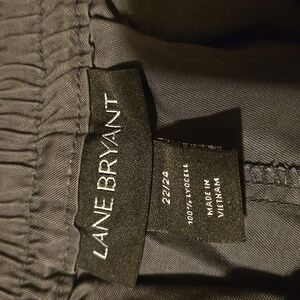 LANE BRYANT
22/24
100% LYOCELL
MADE IN
VIETNAM